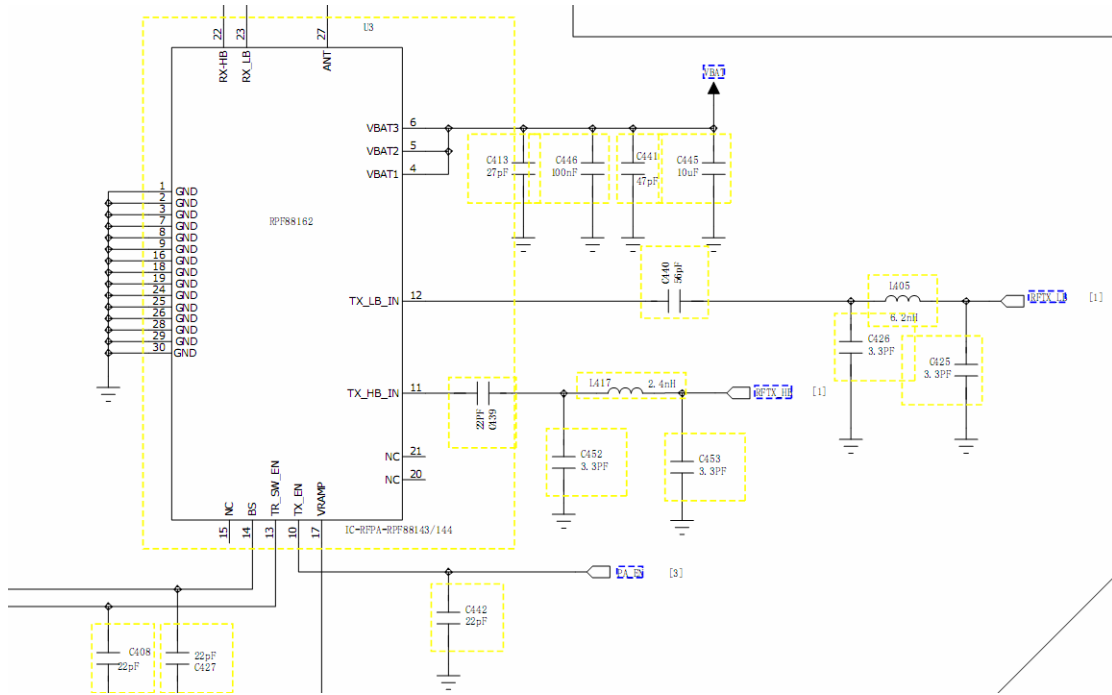 U3
22
23
27
RX-HB
RX_LB
ANT
VBAT
VBAT3
6
VBAT2
5
VBAT1
4
C413
27pF
C446
100nF
C441
47pF
C445
10uF
1
GND
2
GND
3
GND
7
GND
8
GND
9
GND
16
GND
18
GND
19
GND
24
GND
25
GND
26
GND
28
GND
29
GND
30
GND
RPF88162
C440
56pF
TX_LB_IN
12
L405
6.2nH
[1]
C426
3.3PF
C425
3.3PF
TX_HB_IN
11
22PF
L417
2.4nH
[1]
C452
3.3PF
C453
3.3PF
NC
21
NC
20
NC
BS
TR_SW_EN
TX_EN
VRAMP
15
14
13
10
17
IC-RFPA-RPF88143/144
PA_EN
[3]
C442
22pF
C408
22pF
22pF
C427